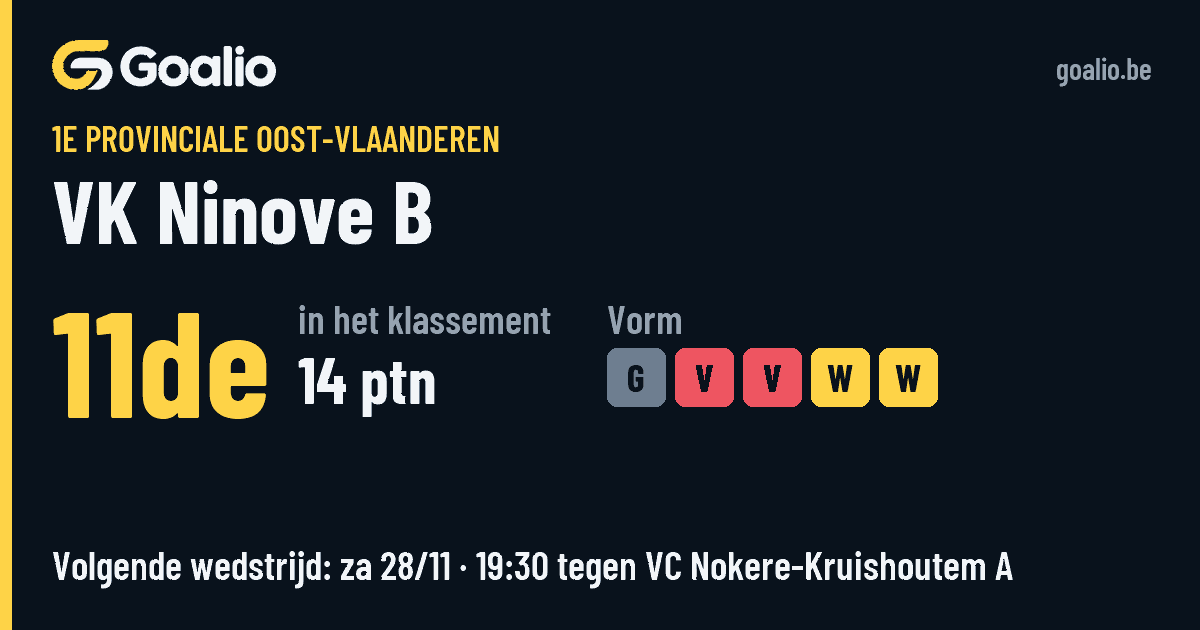 Goalio
goalio.be
1E PROVINCIALE OOST-VLAANDEREN
VK Ninove B
11de
in het klassement
14 ptn
Vorm
G V V W W
Volgende wedstrijd: za 28/11 · 19:30 tegen VC Nokere-Kruishoutem A